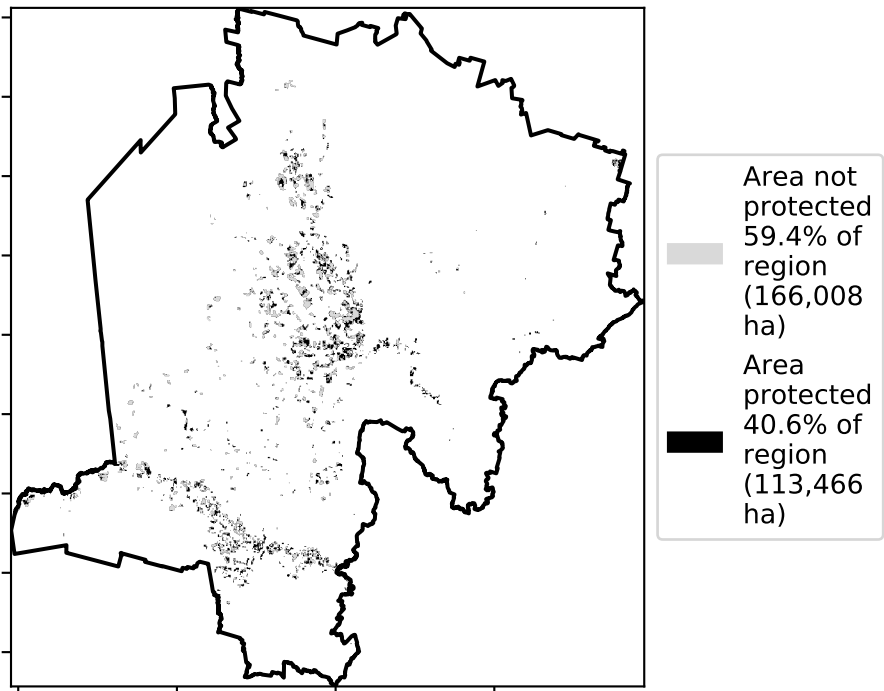 Area not
protected
59.4% of
region
(166,008
ha)
Area
protected
40.6% of
region
(113,466
ha)